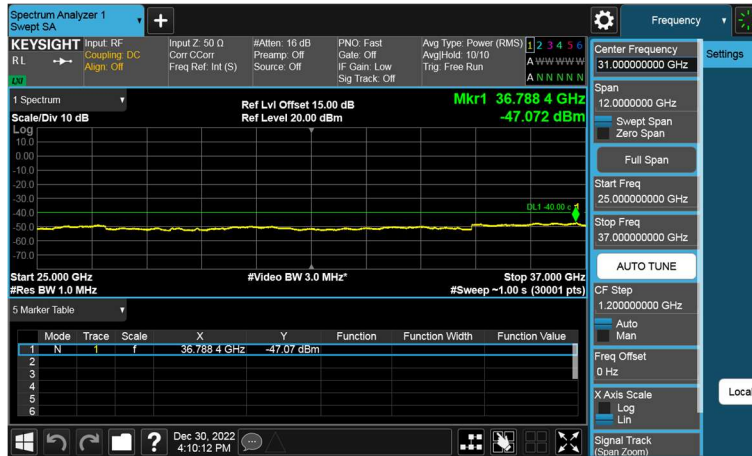 Spectrum Analyzer 1
Swept SA
Frequency
KEYSIGHT
R L
LXI
Input: RF
Coupling: DC
Align: Off
Input Z: 50 Ω
Corr CCorr
Freq Ref: Int (S)
#Atten: 16 dB
Preamp: Off
Source: Off
PNO: Fast
Gate: Off
IF Gain: Low
Sig Track: Off
Avg Type: Power (RMS)
Avg|Hold: 10/10
Trig: Free Run
1 2 3 4 5 6
A W W W W W
A N N N N N
1 Spectrum
Scale/Div 10 dB
Ref Lvl Offset 15.00 dB
Ref Level 20.00 dBm
Mkr1 36.788 4 GHz
-47.072 dBm
Log
10.0
0.00
-10.0
-20.0
-30.0
-40.0
-50.0
-60.0
-70.0
DL1 -40.00
1
Start 25.000 GHz
#Res BW 1.0 MHz
#Video BW 3.0 MHz*
Stop 37.000 GHz
#Sweep ~1.00 s (30001 pts)
5 Marker Table
Mode Trace Scale X Y Function Function Width Function Value
1 N 1 f 36.788 4 GHz -47.07 dBm
2
3
4
5
6
Dec 30, 2022
4:10:12 PM
Center Frequency
31.000000000 GHz
Settings
Span
12.0000000 GHz
Swept Span
Zero Span
Full Span
Start Freq
25.000000000 GHz
Stop Freq
37.000000000 GHz
AUTO TUNE
CF Step
1.200000000 GHz
Auto
Man
Freq Offset
0 Hz
X Axis Scale
Log
Lin
Local
Signal Track
(Span Zoom)